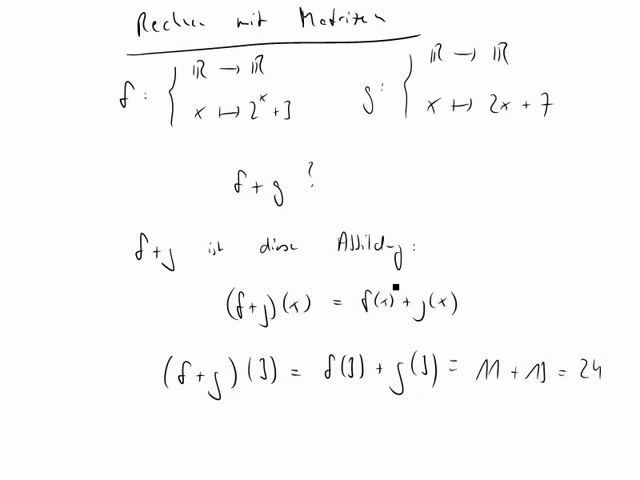 Rechnen mit Matrizen
f: { ℝ → ℝ g: { ℝ → ℝ
x ↦ 2^x + 3 x ↦ 2x + 7
f + g ?
f + g ist diese Abbildung:
(f+g)(x) = f(x) + g(x)
(f+g)(3) = f(3) + g(3) = 11 + 13 = 24